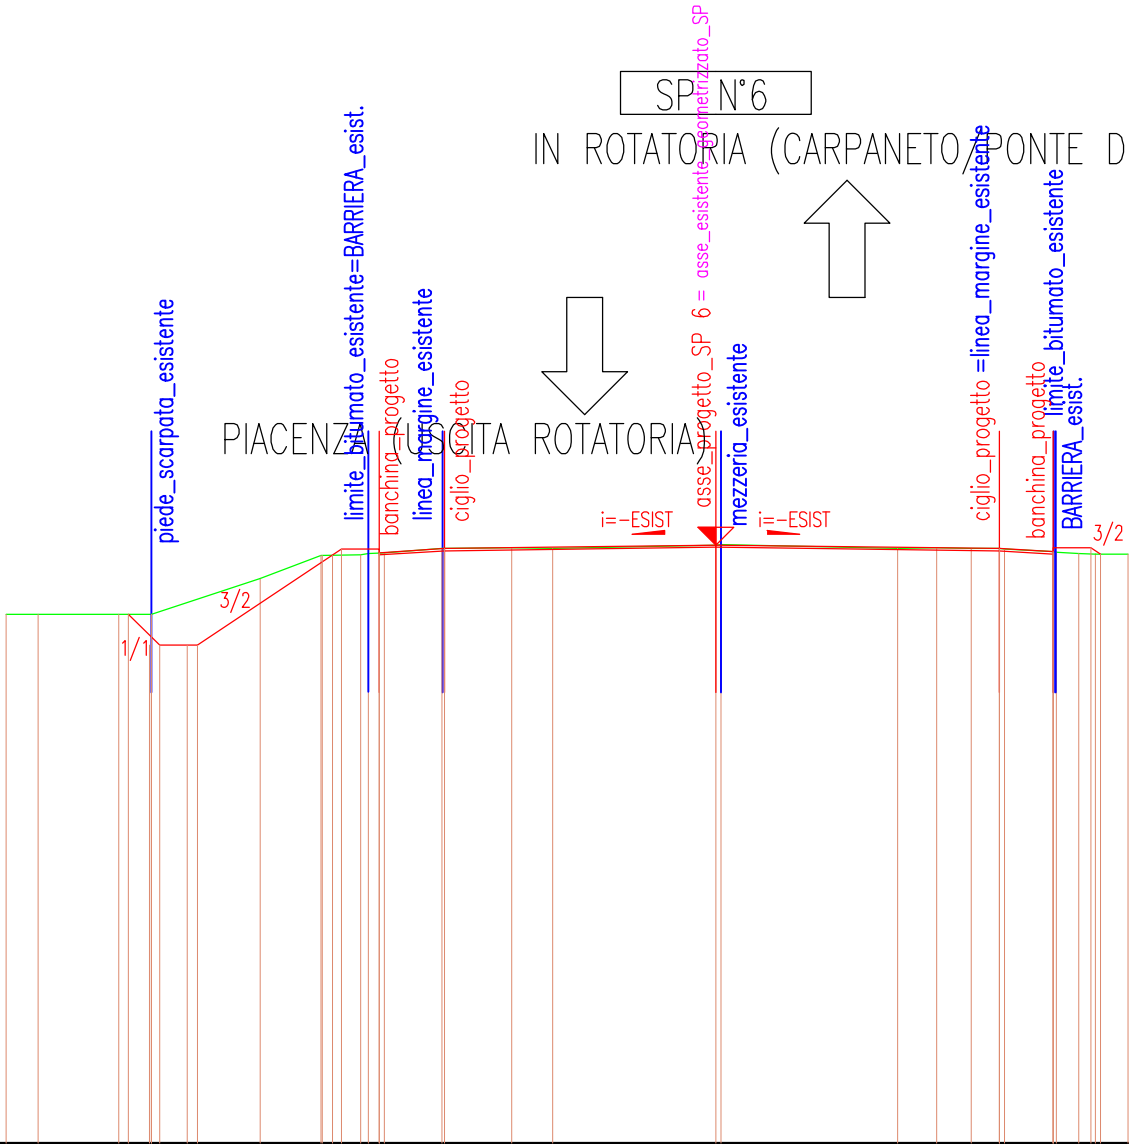 SP N°6
IN ROTATORIA (CARPANETO/PONTE D
PIACENZA (USCITA ROTATORIA)
piede_scarpata_esistente
limite_bitumato_esistente=BARRIERA_esist.
banchina_progetto
linea_margine_esistente
ciglio_progetto
asse_progetto_SP 6 = asse_esistente_geometrizzato_SP
mezzeria_esistente
ciglio_progetto =linea_margine_esistente
banchina_progetto
limite_bitumato_esistente
BARRIERA_esist.
i=-ESIST
i=-ESIST
3/2
3/2
1/1